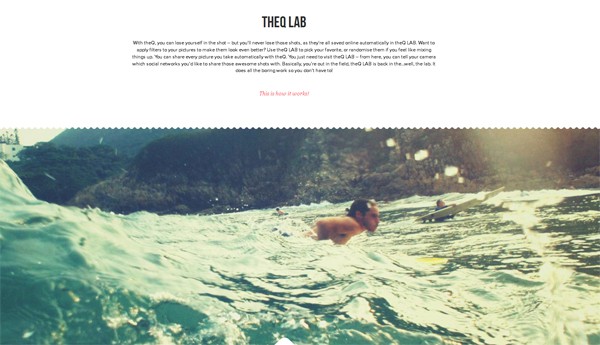 THEQ LAB
With theQ, you can lose yourself in the shot – but you'll never lose those shots, as they're all saved online automatically in theQ LAB. Want to
apply filters to your pictures to make them look even better? Use theQ LAB to pick your favorite, or randomise them if you feel like mixing
things up. You can share every picture you take automatically with theQ. You just need to visit theQ LAB – from here, you can tell your camera
which social networks you'd like to share those awesome shots with. Basically, you're out in the field; theQ LAB is back in the, well, the lab. It
does all the boring work so you don't have to!
This is how it works!